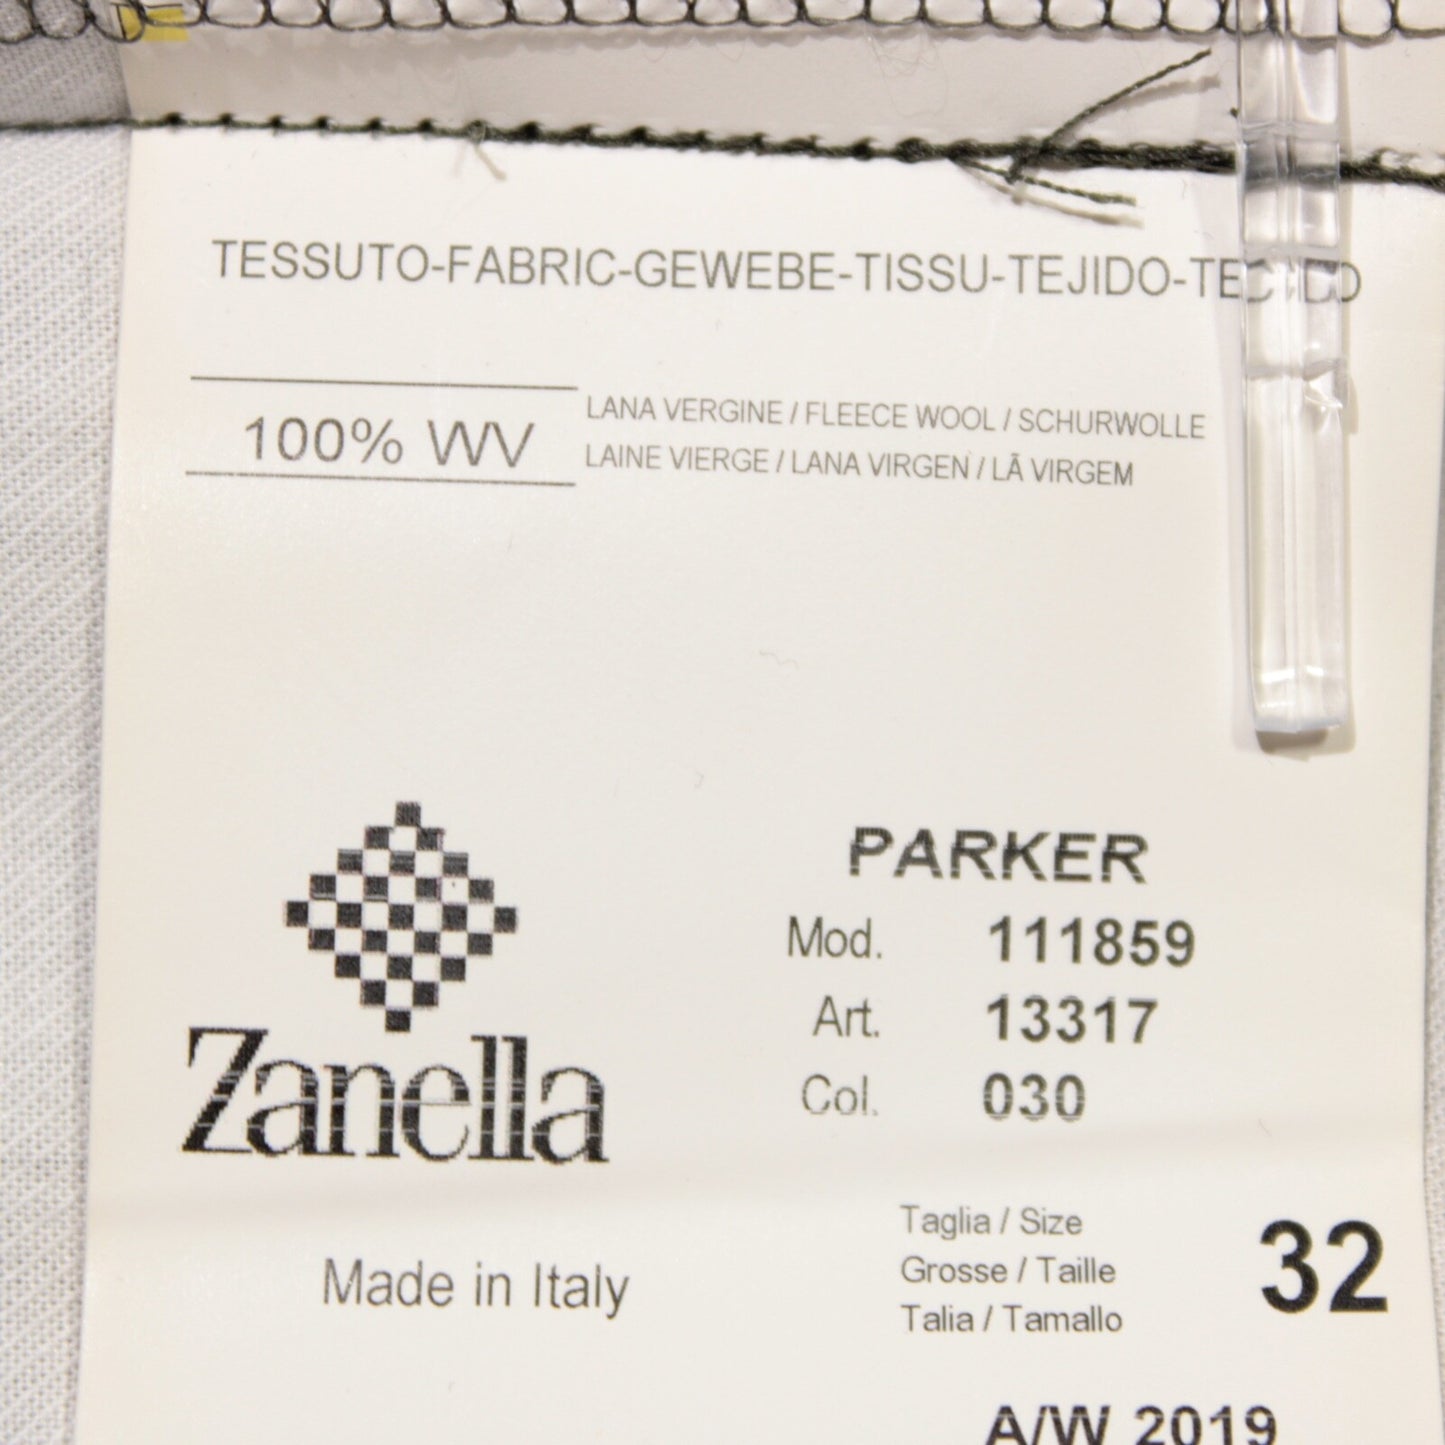 TESSUTO-FABRIC-GEWEBE-TISSU-TEJIDO-TECIDO
100% WV
LANA VERGINE / FLEECE WOOL / SCHURWOLLE
LAINE VIERGE / LANA VIRGEN / LÃ VIRGEM
PARKER
Mod. 111859
Art. 13317
Col. 030
Zanella
Made in Italy
Taglia / Size
Grosse / Taille
Talia / Tamallo
32
A/W 2019